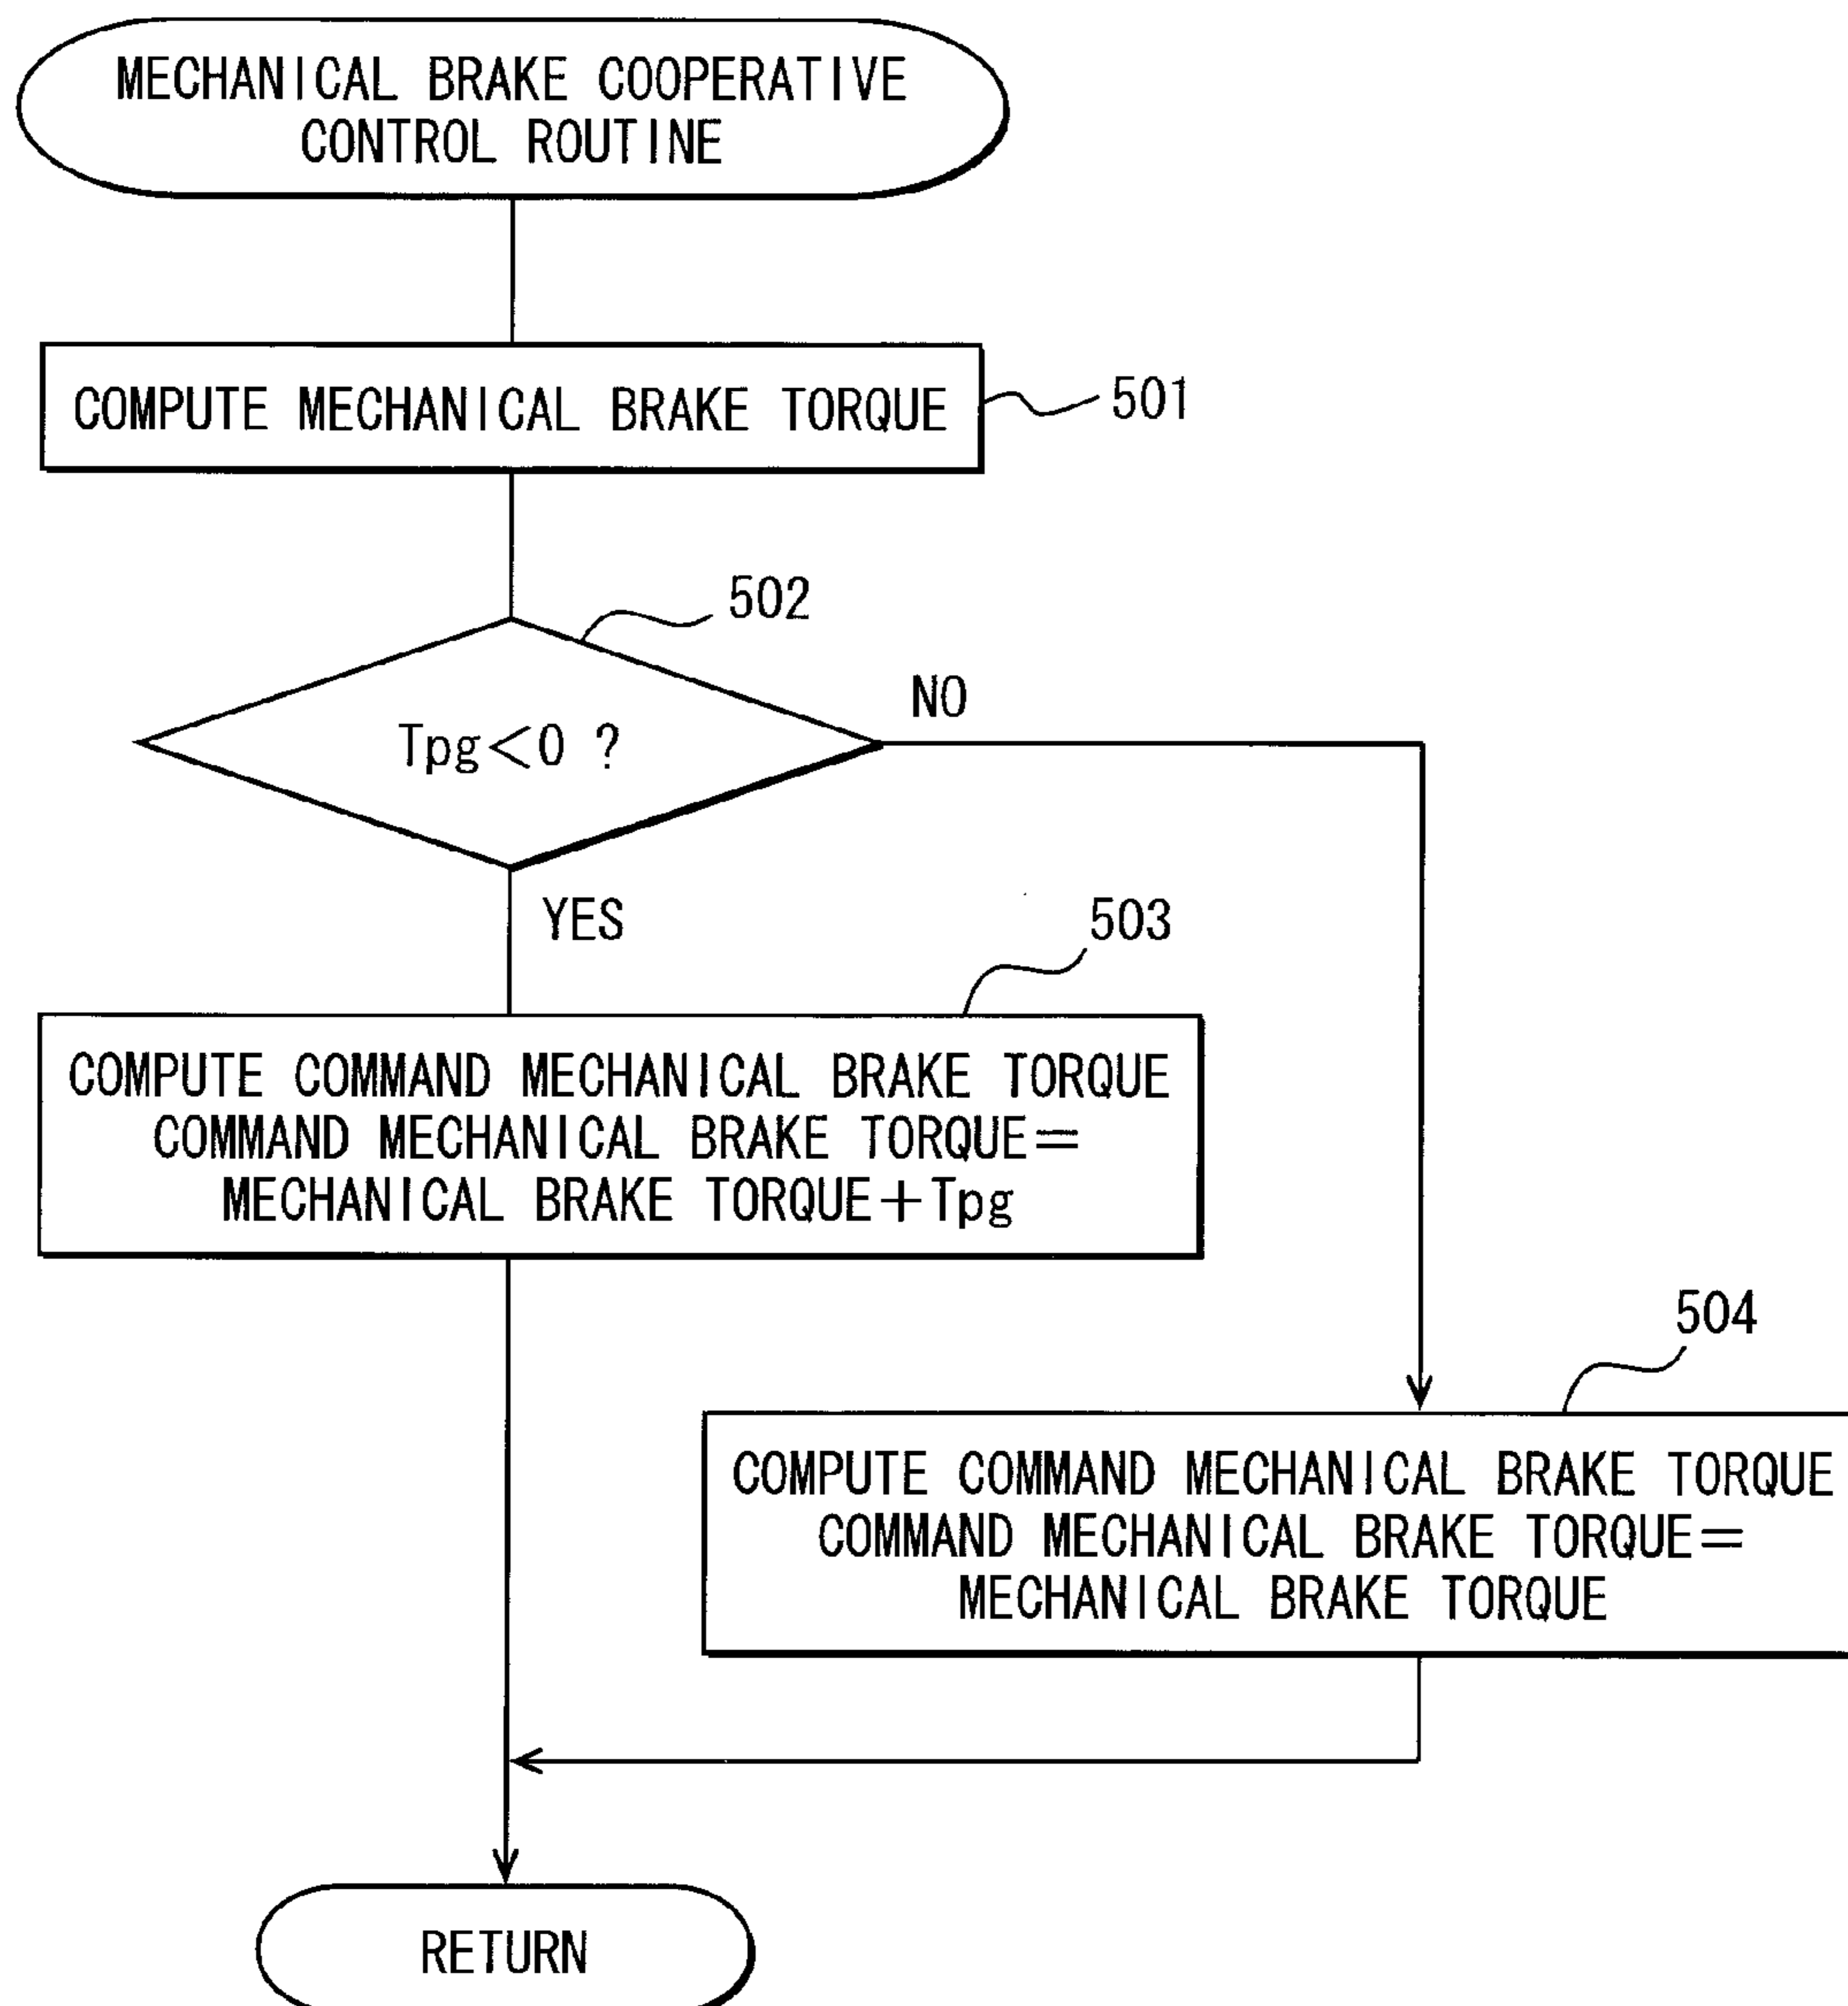 MECHANICAL BRAKE COOPERATIVE
CONTROL ROUTINE
COMPUTE MECHANICAL BRAKE TORQUE
501
502
Tpg<0 ?
NO
YES
503
COMPUTE COMMAND MECHANICAL BRAKE TORQUE
COMMAND MECHANICAL BRAKE TORQUE=
MECHANICAL BRAKE TORQUE+Tpg
504
COMPUTE COMMAND MECHANICAL BRAKE TORQUE
COMMAND MECHANICAL BRAKE TORQUE=
MECHANICAL BRAKE TORQUE
RETURN